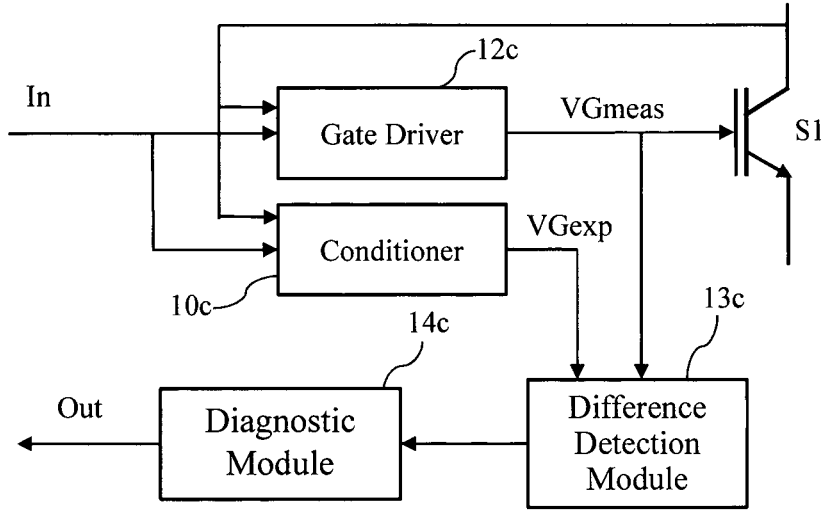 12c
In
Gate Driver
VGmeas
S1
Conditioner
VGexp
10c
14c
13c
Out
Diagnostic
Module
Difference
Detection
Module